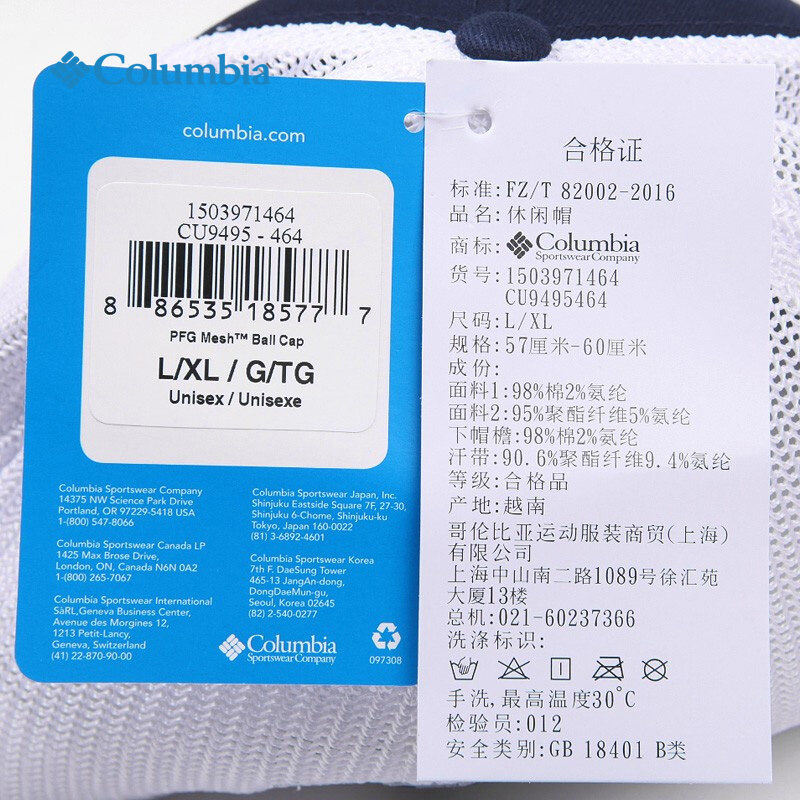 Columbia
columbia.com
1503971464
CU9495 - 464
8 86535 18577 7
PFG Mesh™ Ball Cap
L/XL / G/TG
Unisex / Unisexe
Columbia Sportswear Company
14375 NW Science Park Drive
Portland, OR 97229-5418 USA
1-(800) 547-8066
Columbia Sportswear Canada LP
1425 Max Brose Drive,
London, ON, Canada N6N 0A2
1-(800) 265-7067
Columbia Sportswear International
SàRL,Geneva Business Center,
Avenue des Morgines 12,
1213 Petit-Lancy,
Geneva, Switzerland
(41) 22-870-90-00
Columbia Sportswear Japan, Inc.
Shinjuku Eastside Square 7F, 27-30,
Shinjuku 6-Chome, Shinjuku-ku
Tokyo, Japan 160-0022
(81) 3-6892-4601
Columbia Sportswear Korea
7th F. DaeSung Tower
465-13 JangAn-dong,
DongDaeMun-gu,
Seoul, Korea 02645
(82) 2-540-0277
Columbia
Sportswear Company
097308
合格证
标准:FZ/T 82002-2016
品名:休闲帽
商标:Columbia
Sportswear Company
货号:1503971464
CU9495464
尺码:L/XL
规格:57厘米-60厘米
成份:
面料1:98%棉2%氨纶
面料2:95%聚酯纤维5%氨纶
下帽檐:98%棉2%氨纶
汗带:90.6%聚酯纤维9.4%氨纶
等级:合格品
产地:越南
哥伦比亚运动服装商贸(上海)
有限公司
上海中山南二路1089号徐汇苑
大厦13楼
总机:021-60237366
洗涤标识:
手洗,最高温度30°C
检验员:012
安全类别:GB 18401 B类